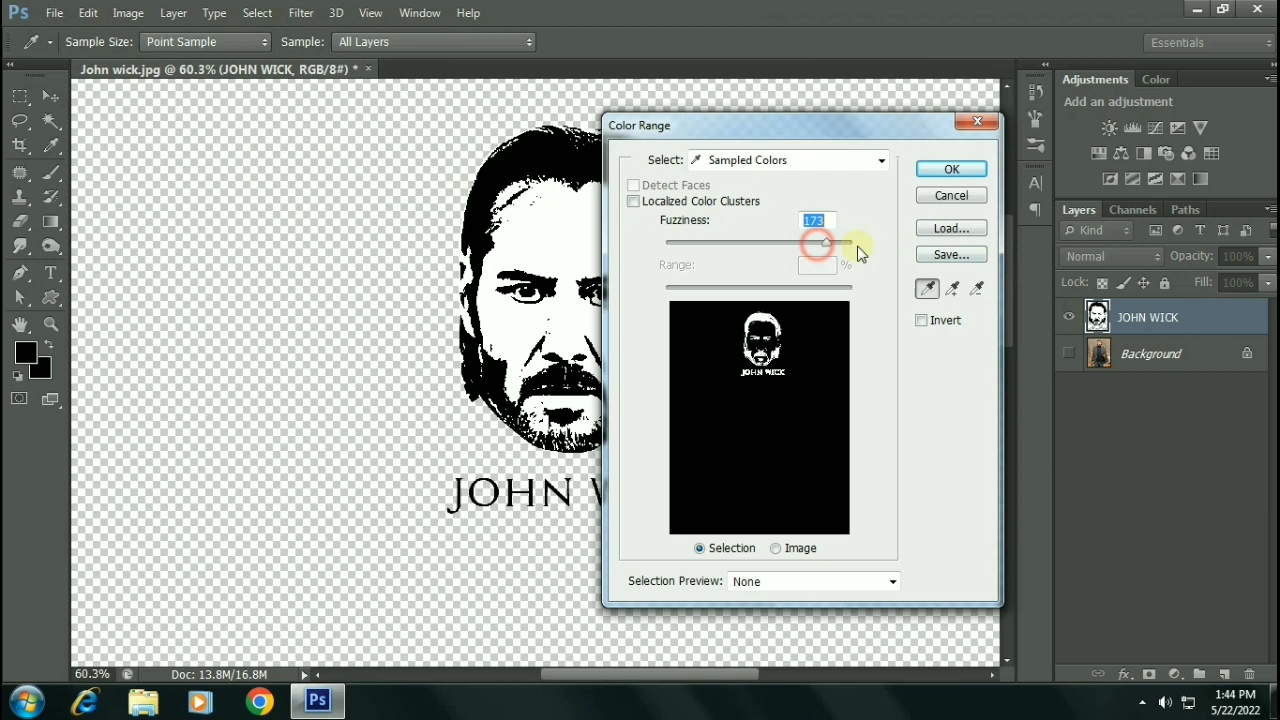 Ps File Edit Image Layer Type Select Filter 3D View Window Help
Sample Size: Point Sample Sample: All Layers Essentials
John wick.jpg @ 60.3% (JOHN WICK, RGB/8#) * ×
Adjustments Color
Add an adjustment
Color Range
Select: Sampled Colors
OK
Detect Faces
Cancel
Localized Color Clusters
Fuzziness:
173
Load...
Save...
Range: %
Invert
JOHN WICK
Selection Image
Selection Preview: None
JOHN W
Layers Channels Paths
Kind
Normal Opacity: 100%
Lock: Fill: 100%
JOHN WICK
Background
60.3% Doc: 13.8M/16.8M
Ps
1:44 PM
5/22/2022